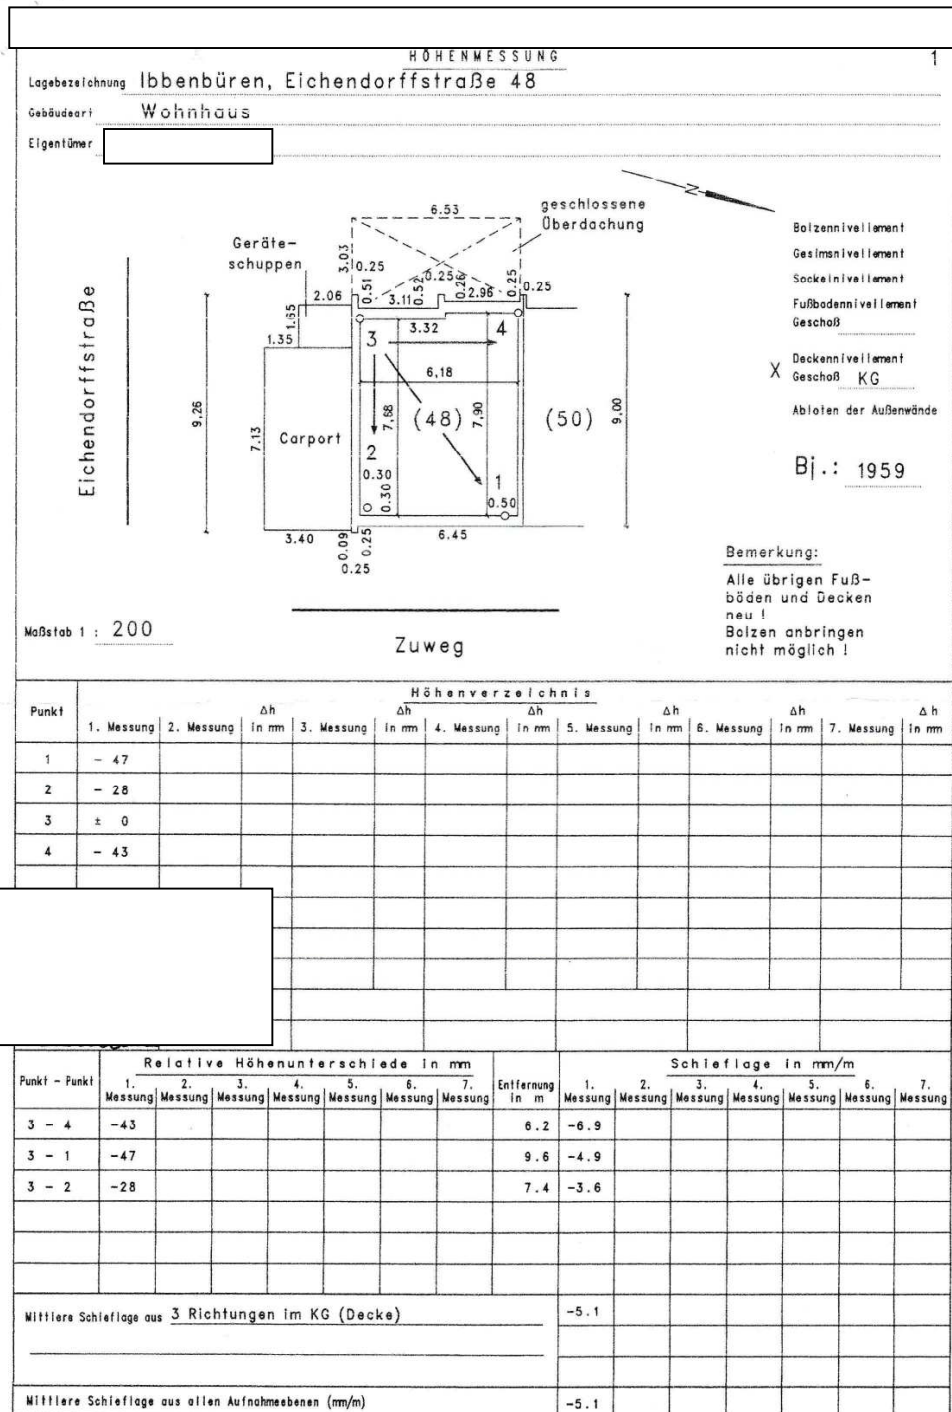 HÖHENMESSUNG
1
Lagebezeichnung Ibbenbüren, Eichendorffstraße 48
Gebäudeart Wohnhaus
Eigentümer
N
6.53
geschlossene
Überdachung
Geräte-
schuppen
3.03
0.25
0.51
0.25
0.52
0.26
0.25
0.25
2.06
3.11
2.96
1.65
3.32
1.35
3
4
6,18
Eichendorffstraße
9,26
7.13
Carport
7,68
(48)
7,90
(50)
9,00
2
1
0.30
0.30
0.50
3.40
0.09
0.25
0.25
6.45
Zuweg
Maßstab 1 : 200
Bolzennivellement
Gesimsnivellement
Sockelnivellement
Fußbodennivellement
Geschoß
X Deckennivellement
Geschoß KG
Abloten der Außenwände
Bj.: 1959
Bemerkung:
Alle übrigen Fuß-
böden und Decken
neu !
Bolzen anbringen
nicht möglich !
Höhenverzeichnis
Punkt 1. Messung 2. Messung Δh in mm 3. Messung Δh in mm 4. Messung Δh in mm 5. Messung Δh in mm 6. Messung Δh in mm 7. Messung Δh in mm
1 - 47
2 - 28
3 ± 0
4 - 43
Relative Höhenunterschiede in mm Schieflage in mm/m
Punkt - Punkt 1. Messung 2. Messung 3. Messung 4. Messung 5. Messung 6. Messung 7. Messung Entfernung in m 1. Messung 2. Messung 3. Messung 4. Messung 5. Messung 6. Messung 7. Messung
3 - 4 -43 6.2 -6.9
3 - 1 -47 9.6 -4.9
3 - 2 -28 7.4 -3.6
Mittlere Schieflage aus 3 Richtungen im KG (Decke) -5.1
Mittlere Schieflage aus allen Aufnahmeebenen (mm/m) -5.1